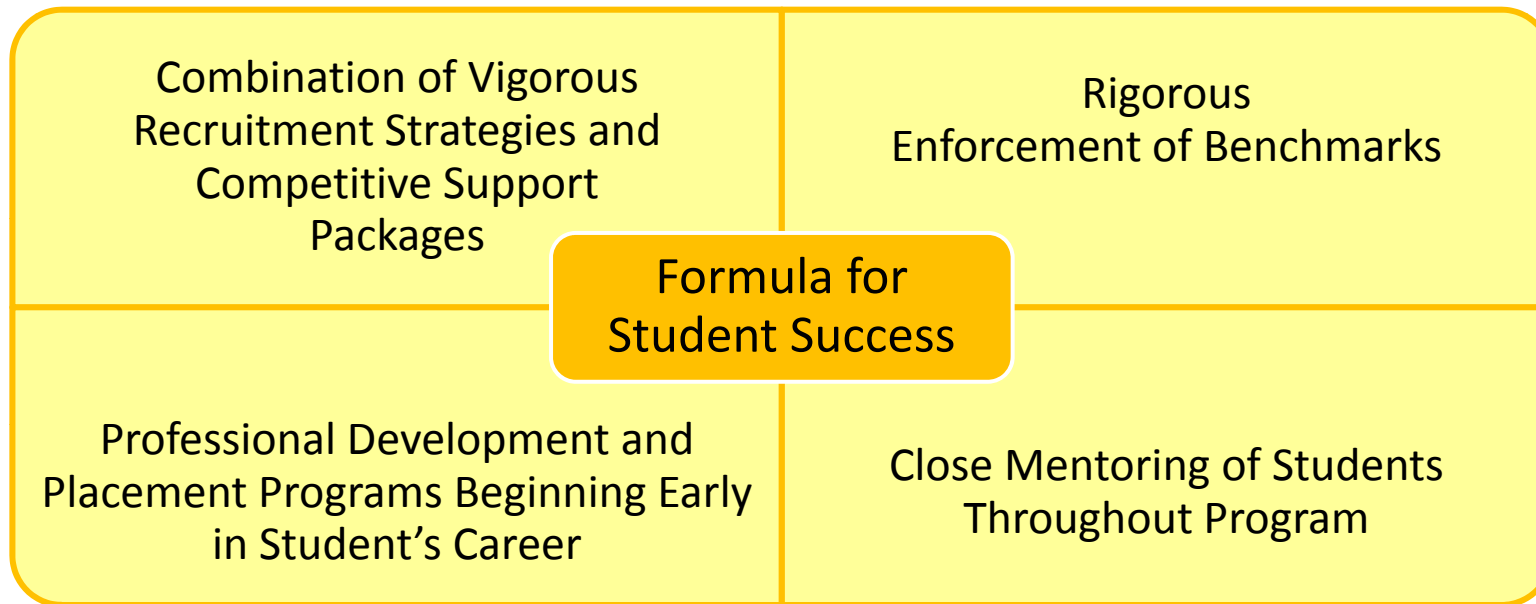 Combination of Vigorous
Recruitment Strategies and
Competitive Support
Packages
Rigorous
Enforcement of Benchmarks
Formula for
Student Success
Professional Development and
Placement Programs Beginning Early
in Student’s Career
Close Mentoring of Students
Throughout Program